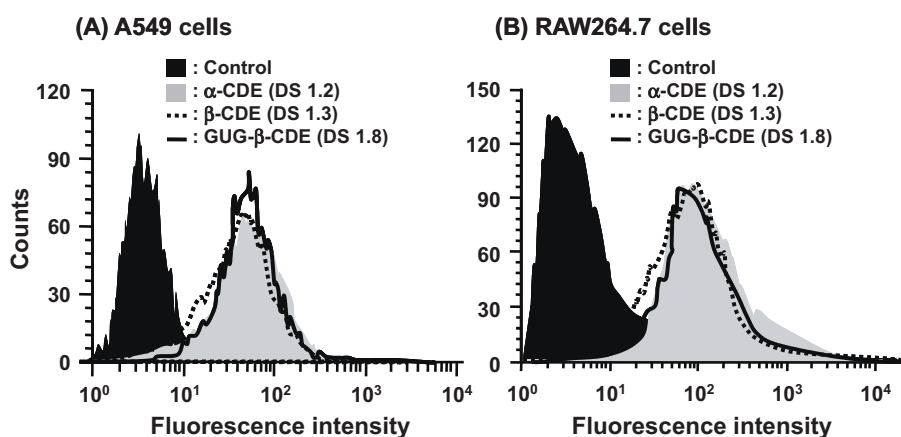 (A) A549 cells
: Control
: α-CDE (DS 1.2)
: β-CDE (DS 1.3)
: GUG-β-CDE (DS 1.8)
120
90
60
30
0
Counts
10⁰ 10¹ 10² 10³ 10⁴
Fluorescence intensity
(B) RAW264.7 cells
: Control
: α-CDE (DS 1.2)
: β-CDE (DS 1.3)
: GUG-β-CDE (DS 1.8)
150
120
90
60
30
0
10⁰ 10¹ 10² 10³ 10⁴
Fluorescence intensity